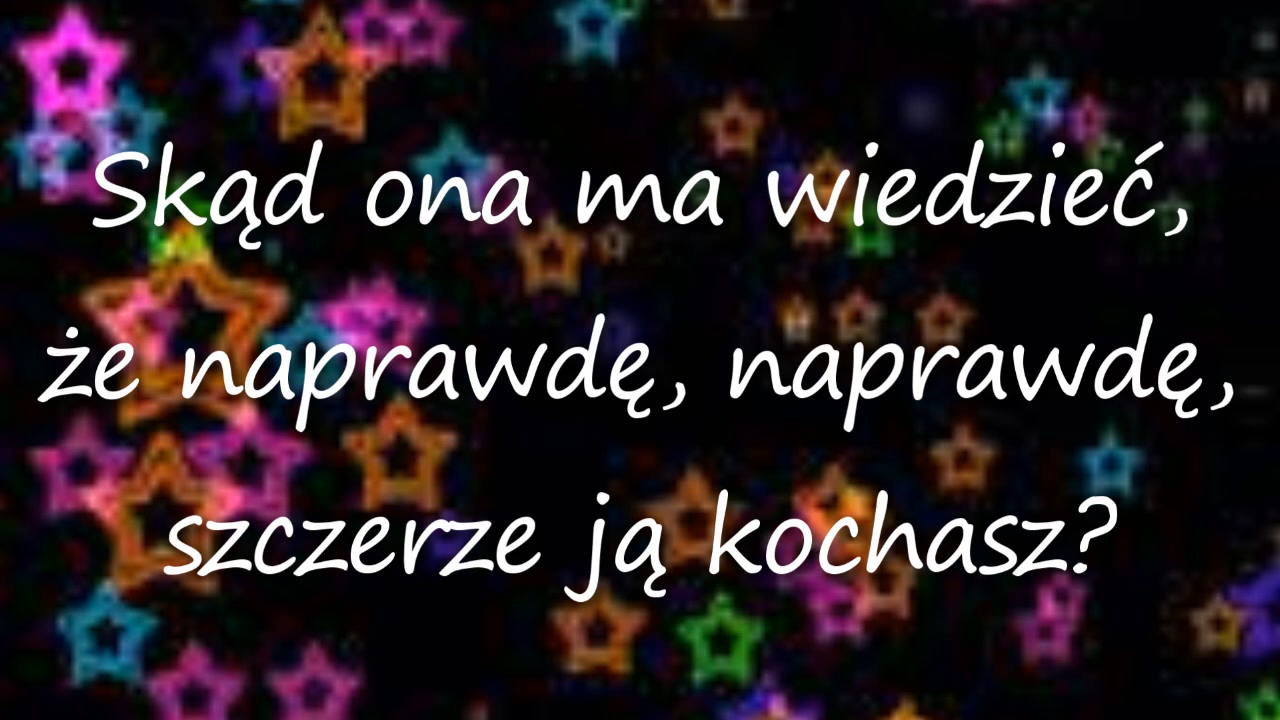 Skąd ona ma wiedzieć,
że naprawdę, naprawdę,
szczerze ją kochasz?